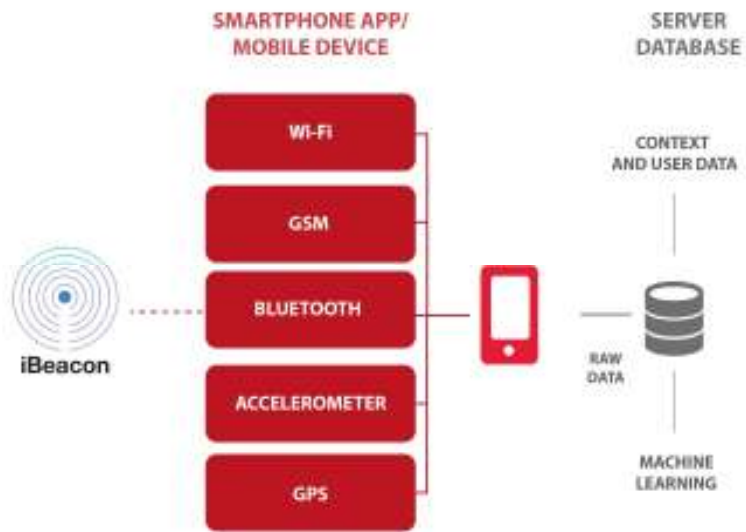 SMARTPHONE APP/
MOBILE DEVICE
SERVER
DATABASE
WI-FI
GSM
BLUETOOTH
ACCELEROMETER
GPS
iBeacon
CONTEXT
AND USER DATA
RAW
DATA
MACHINE
LEARNING